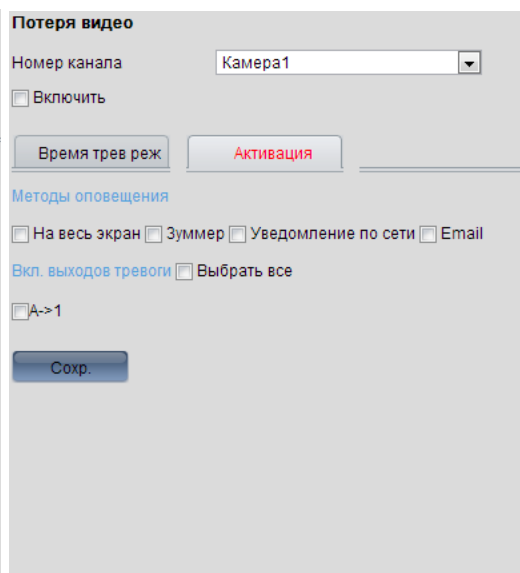 Потеря видео
Номер канала Камера1
Включить
Время трев реж Активация
Методы оповещения
На весь экран Зуммер Уведомление по сети Email
Вкл. выходов тревоги Выбрать все
A->1
Сохр.